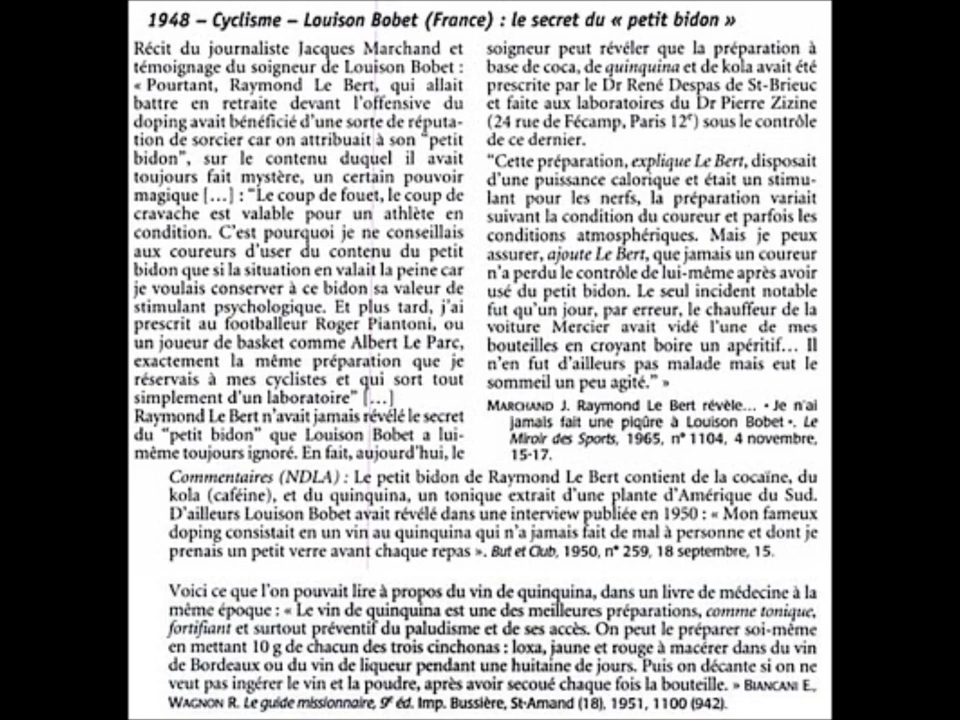 1948 – Cyclisme – Louison Bobet (France) : le secret du « petit bidon »
Récit du journaliste Jacques Marchand et
témoignage du soigneur de Louison Bobet :
« Pourtant, Raymond Le Bert, qui allait
battre en retraite devant l'offensive du
doping avait bénéficié d'une sorte de réputa-
tion de sorcier car on attribuait à son "petit
bidon", sur le contenu duquel il avait
toujours fait mystère, un certain pouvoir
magique [...] : "Le coup de fouet, le coup de
cravache est valable pour un athlète en
condition. C'est pourquoi je ne conseillais
aux coureurs d'user du contenu du petit
bidon que si la situation en valait la peine car
je voulais conserver à ce bidon sa valeur de
stimulant psychologique. Et plus tard, j'ai
prescrit au footballeur Roger Piantoni, ou
un joueur de basket comme Albert Le Parc,
exactement la même préparation que je
réservais à mes cyclistes et qui sort tout
simplement d'un laboratoire" [...]
Raymond Le Bert n'avait jamais révélé le secret
du "petit bidon" que Louison Bobet a lui-
même toujours ignoré. En fait, aujourd'hui, le
soigneur peut révéler que la préparation à
base de coca, de quinquina et de kola avait été
prescrite par le Dr René Despas de St-Brieuc
et faite aux laboratoires du Dr Pierre Zizine
(24 rue de Fécamp, Paris 12e) sous le contrôle
de ce dernier.
"Cette préparation, explique Le Bert, disposait
d'une puissance calorique et était un stimu-
lant pour les nerfs, la préparation variait
suivant la condition du coureur et parfois les
conditions atmosphériques. Mais je peux
assurer, ajoute Le Bert, que jamais un coureur
n'a perdu le contrôle de lui-même après avoir
usé du petit bidon. Le seul incident notable
fut qu'un jour, par erreur, le chauffeur de la
voiture Mercier avait vidé l'une de mes
bouteilles en croyant boire un apéritif... Il
n'en fut d'ailleurs pas malade mais eut le
sommeil un peu agité." »
MARCHAND J. Raymond Le Bert révèle... « Je n'ai
jamais fait une piqûre à Louison Bobet ». Le
Miroir des Sports, 1965, n° 1104, 4 novembre,
15-17.
Commentaires (NDLA) : Le petit bidon de Raymond Le Bert contient de la cocaïne, du
kola (caféine), et du quinquina, un tonique extrait d'une plante d'Amérique du Sud.
D'ailleurs Louison Bobet avait révélé dans une interview publiée en 1950 : « Mon fameux
doping consistait en un vin au quinquina qui n'a jamais fait de mal à personne et dont je
prenais un petit verre avant chaque repas ». But et Club, 1950, n° 259, 18 septembre, 15.
Voici ce que l'on pouvait lire à propos du vin de quinquina, dans un livre de médecine à la
même époque : « Le vin de quinquina est une des meilleures préparations, comme tonique,
fortifiant et surtout préventif du paludisme et de ses accès. On peut le préparer soi-même
en mettant 10 g de chacun des trois cinchonas : loxa, jaune et rouge à macérer dans du vin
de Bordeaux ou du vin de liqueur pendant une huitaine de jours. Puis on décante si on ne
veut pas ingérer le vin et la poudre, après avoir secoué chaque fois la bouteille. » BIANCANI E.,
WAGNON R. Le guide missionnaire, 9e éd. Imp. Bussière, St-Amand (18), 1951, 1100 (942).